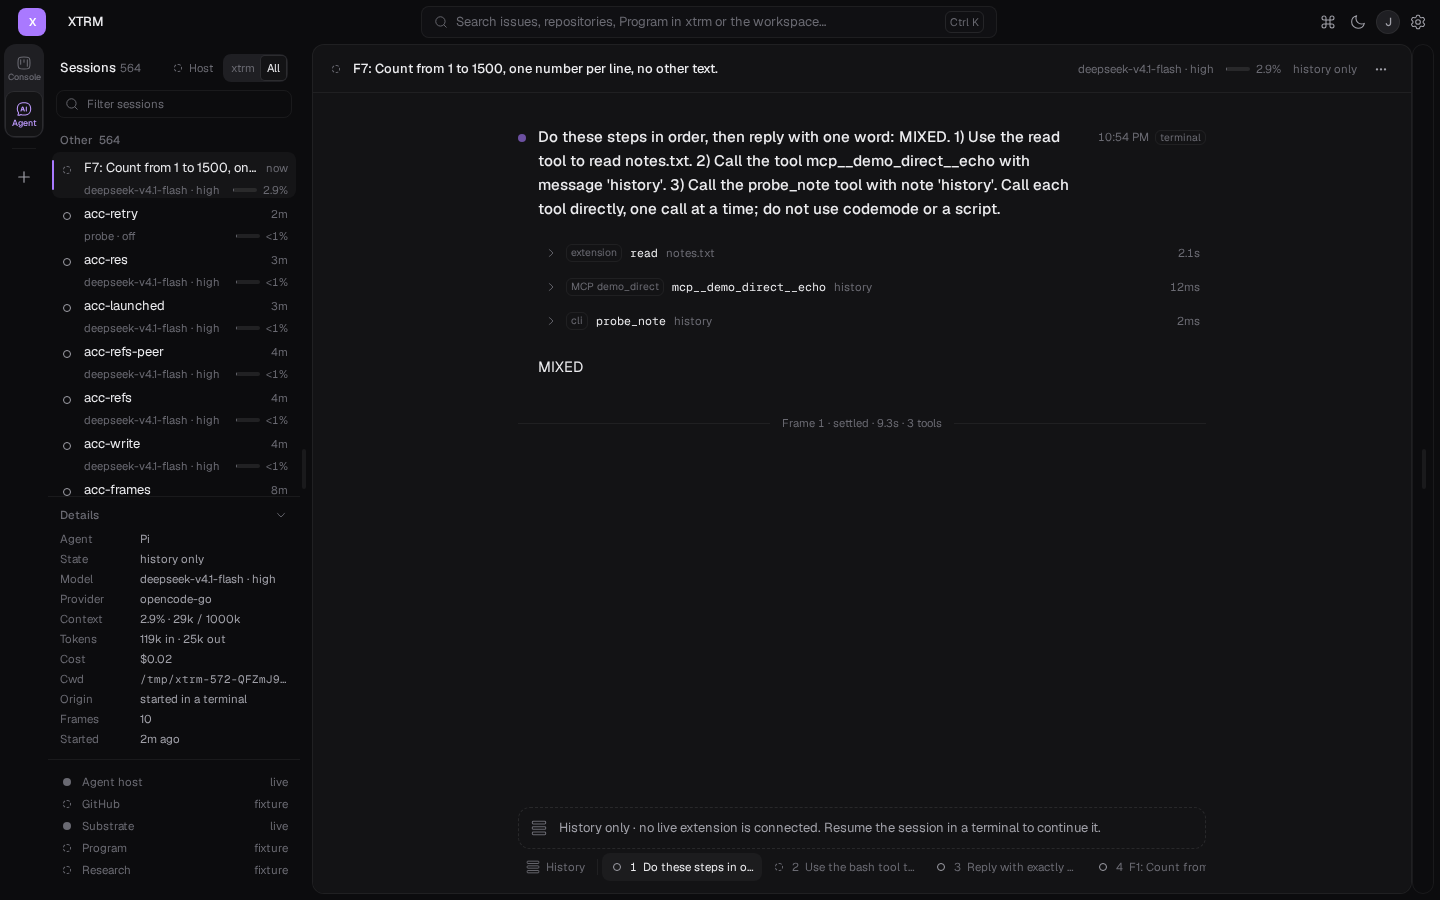 X XTRM
Search issues, repositories, Program in xtrm or the workspace... Ctrl K
J
Console
Agent
Sessions 564 Host xtrm All
Filter sessions
Other 564
F7: Count from 1 to 1500, on... now
deepseek-v4.1-flash · high 2.9%
acc-retry 2m
probe · off <1%
acc-res 3m
deepseek-v4.1-flash · high <1%
acc-launched 3m
deepseek-v4.1-flash · high <1%
acc-refs-peer 4m
deepseek-v4.1-flash · high <1%
acc-refs 4m
deepseek-v4.1-flash · high <1%
acc-write 4m
deepseek-v4.1-flash · high <1%
acc-frames 8m
Details
Agent Pi
State history only
Model deepseek-v4.1-flash · high
Provider opencode-go
Context 2.9% · 29k / 1000k
Tokens 119k in · 25k out
Cost $0.02
Cwd /tmp/xtrm-572-QFZmJ9...
Origin started in a terminal
Frames 10
Started 2m ago
Agent host live
GitHub fixture
Substrate live
Program fixture
Research fixture
F7: Count from 1 to 1500, one number per line, no other text. deepseek-v4.1-flash · high 2.9% history only ...
Do these steps in order, then reply with one word: MIXED. 1) Use the read 10:54 PM terminal
tool to read notes.txt. 2) Call the tool mcp__demo_direct__echo with
message 'history'. 3) Call the probe_note tool with note 'history'. Call each
tool directly, one call at a time; do not use codemode or a script.
extension read notes.txt 2.1s
MCP demo_direct mcp__demo_direct__echo history 12ms
cli probe_note history 2ms
MIXED
Frame 1 · settled · 9.3s · 3 tools
History only · no live extension is connected. Resume the session in a terminal to continue it.
History 1 Do these steps in o... 2 Use the bash tool t... 3 Reply with exactly ... 4 F1: Count from